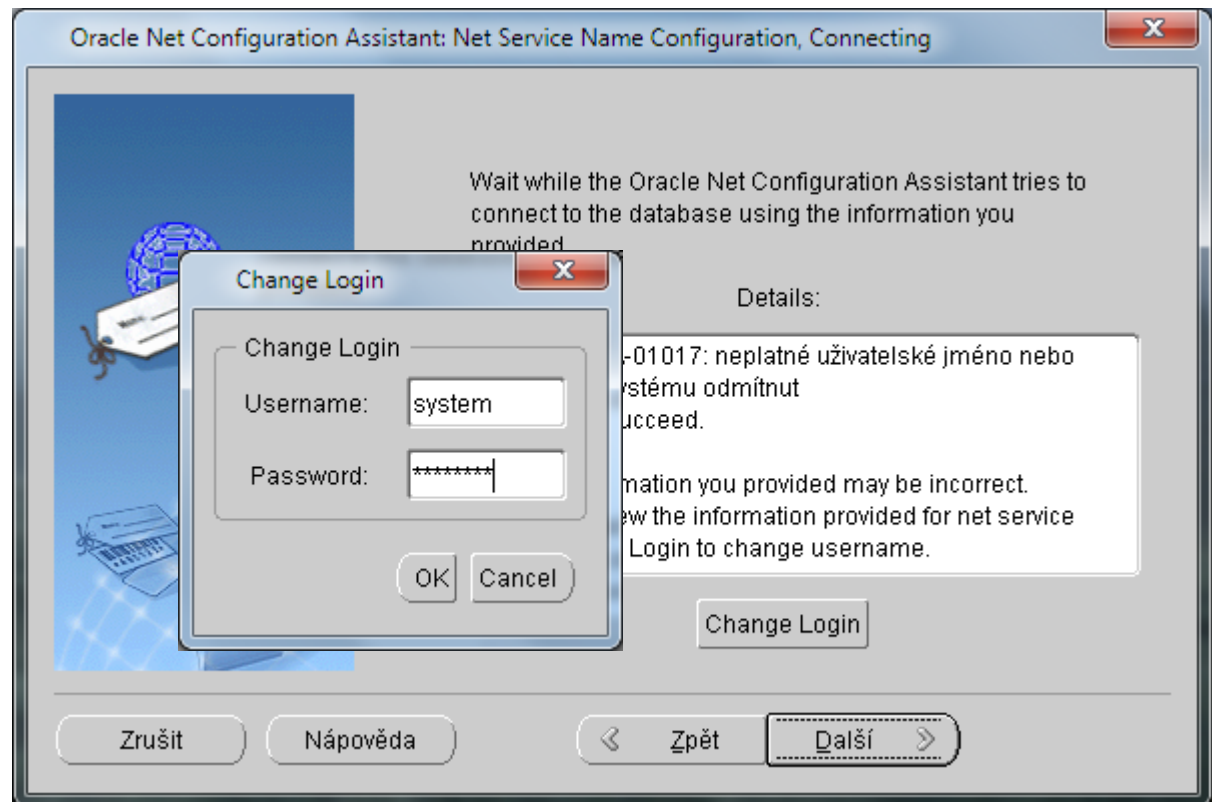 Oracle Net Configuration Assistant: Net Service Name Configuration, Connecting
Wait while the Oracle Net Configuration Assistant tries to
connect to the database using the information you
provided.
Details:
-01017: neplatné uživatelské jméno nebo
ystému odmítnut
ucceed.
mation you provided may be incorrect.
ew the information provided for net service
Login to change username.
Change Login
Change Login
Change Login
Username:
system
Password:
********
OK
Cancel
Zrušit
Nápověda
Zpět
Další